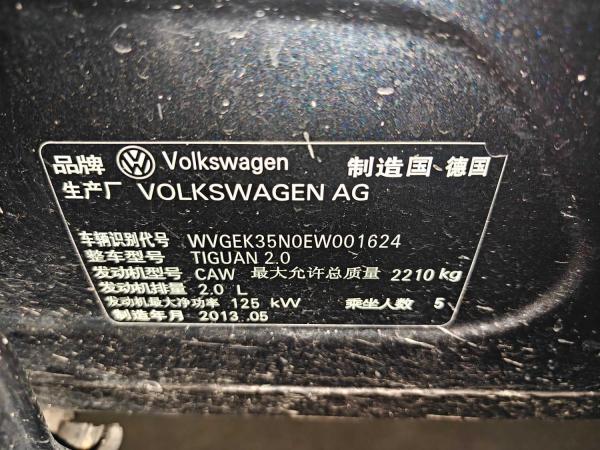 品牌 Volkswagen 制造国 德国
生产厂 VOLKSWAGEN AG
车辆识别代号 WVGEK35N0EW001624
整车型号 TIGUAN 2.0
发动机型号 CAW 最大允许总质量 2210 kg
发动机排量 2.0 L
发动机最大净功率 125 kW 乘坐人数 5
制造年月 2013.05